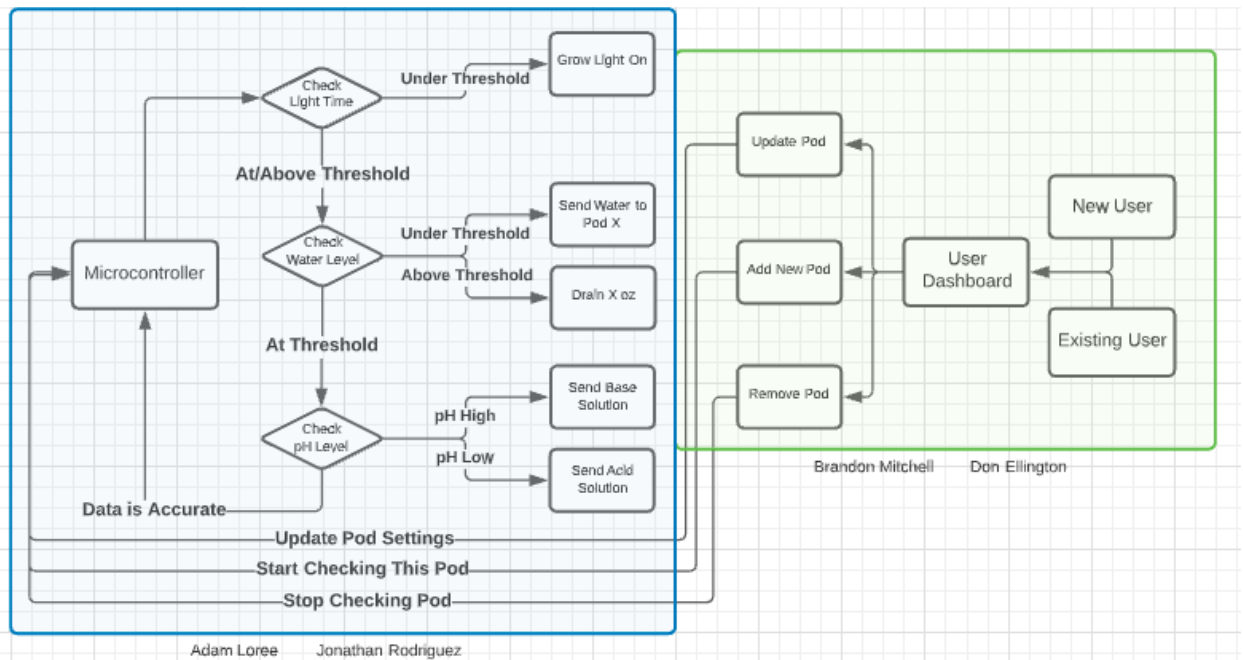 Grow Light On
Under Threshold
Check
Light Time
At/Above Threshold
Send Water to
Pod X
Under Threshold
Check
Water Level
Above Threshold
Drain X oz
Microcontroller
At Threshold
Send Base
Solution
pH High
Check
pH Level
pH Low
Send Acid
Solution
Data is Accurate
Update Pod Settings
Start Checking This Pod
Stop Checking Pod
Adam Loree
Jonathan Rodriguez
Update Pod
Add New Pod
Remove Pod
User
Dashboard
New User
Existing User
Brandon Mitchell
Don Ellington